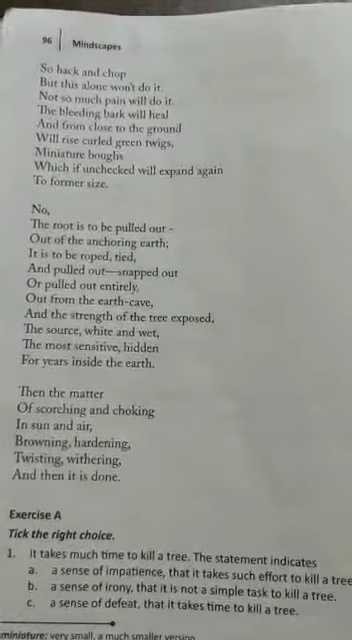 96 | Mindscapes
So hack and chop
But this alone won't do it.
Not so much pain will do it.
The bleeding bark will heal
And from close to the ground
Will rise curled green twigs,
Miniature boughs
Which if unchecked will expand again
To former size.
No,
The root is to be pulled out –
Out of the anchoring earth;
It is to be roped, tied,
And pulled out—snapped out
Or pulled out entirely,
Out from the earth-cave,
And the strength of the tree exposed,
The source, white and wet,
The most sensitive, hidden
For years inside the earth.
Then the matter
Of scorching and choking
In sun and air,
Browning, hardening,
Twisting, withering,
And then it is done.
Exercise A
Tick the right choice.
1. It takes much time to kill a tree. The statement indicates
a. a sense of impatience, that it takes such effort to kill a tree
b. a sense of irony, that it is not a simple task to kill a tree.
c. a sense of defeat, that it takes time to kill a tree.
miniature: very small, a much smaller version